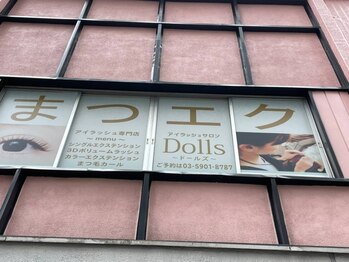 まつエク
アイラッシュ専門店
～menu～
シングルエクステンション
3Dボリュームラッシュ
カラーエクステンション
まつ毛カール
アイラッシュサロン
Dolls
～ドールズ～
ご予約は03-5901-8787